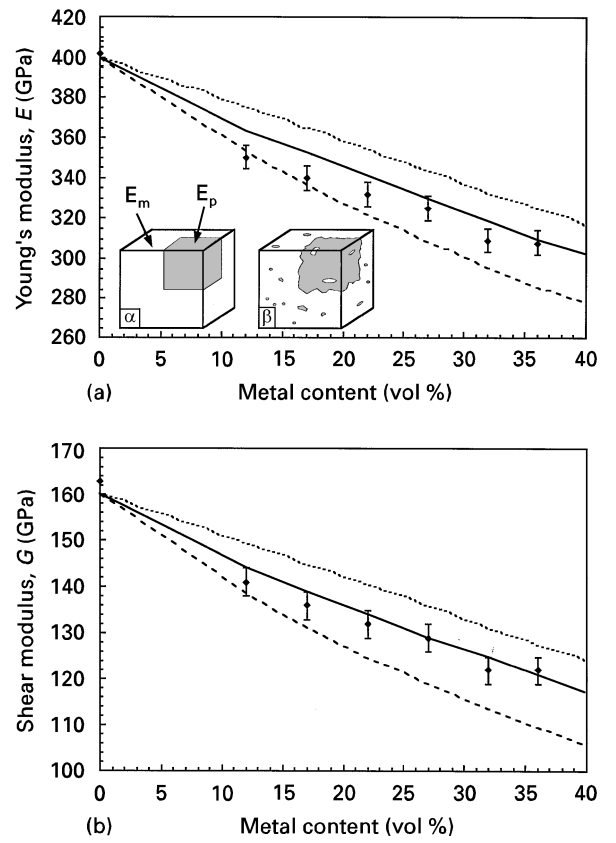 420
400
380
360
340
320
300
280
260
Young's modulus, E (GPa)
Em
Ep
α
β
0 5 10 15 20 25 30 35 40
(a) Metal content (vol %)
170
160
150
140
130
120
110
100
Shear modulus, G (GPa)
0 5 10 15 20 25 30 35 40
(b) Metal content (vol %)